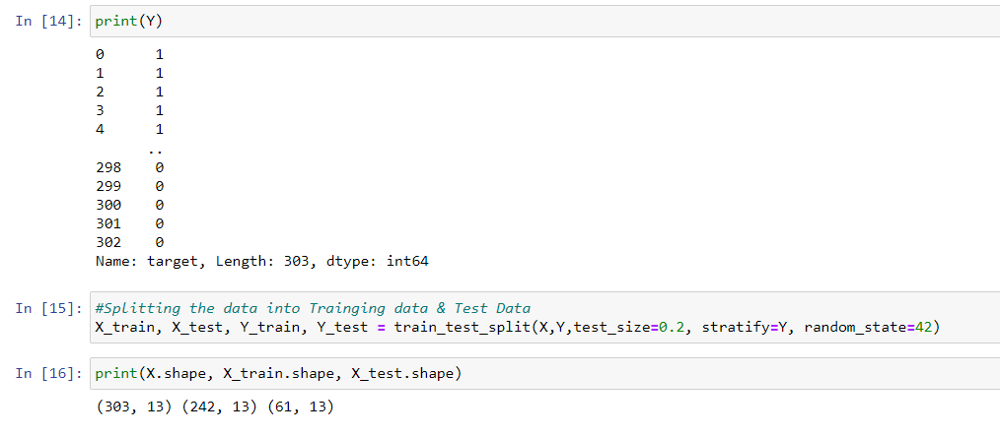 In [14]: print(Y)
0 1
1 1
2 1
3 1
4 1
..
298 0
299 0
300 0
301 0
302 0
Name: target, Length: 303, dtype: int64
In [15]: #Splitting the data into Trainging data & Test Data
X_train, X_test, Y_train, Y_test = train_test_split(X,Y,test_size=0.2, stratify=Y, random_state=42)
In [16]: print(X.shape, X_train.shape, X_test.shape)
(303, 13) (242, 13) (61, 13)